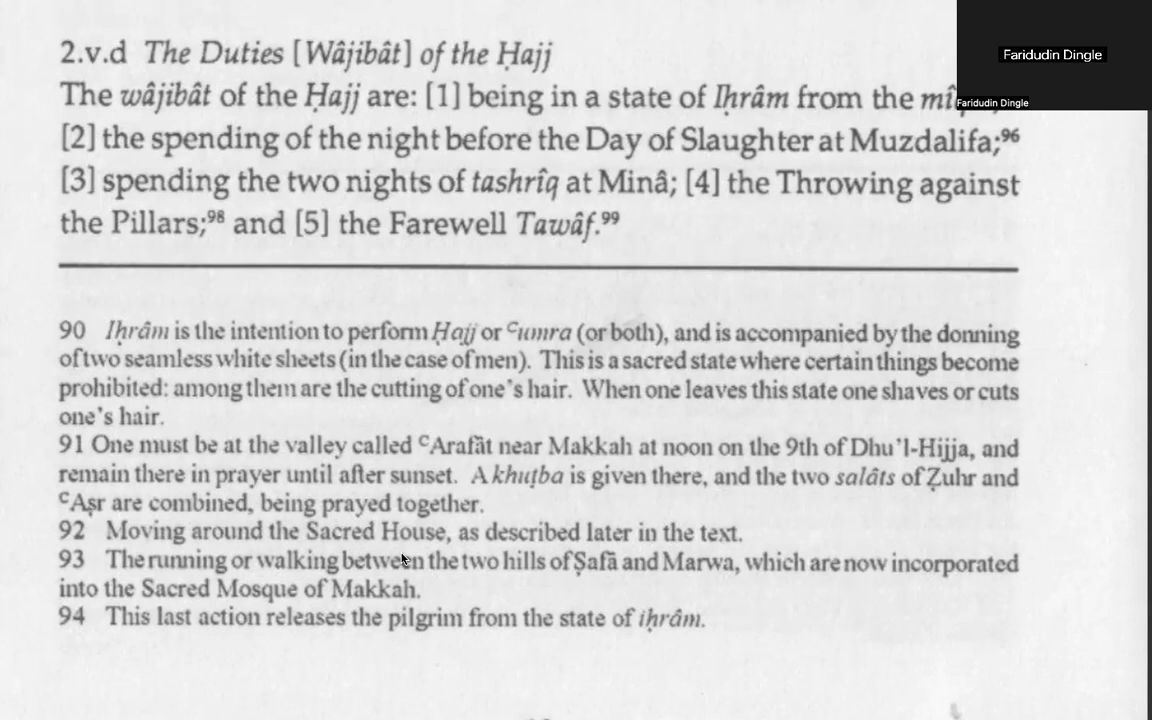 2.v.d The Duties [Wâjibât] of the Ḥajj
The wâjibât of the Ḥajj are: [1] being in a state of Iḥrâm from the
[2] the spending of the night before the Day of Slaughter at Muzdalifa;⁹⁶
[3] spending the two nights of tashrîq at Minâ; [4] the Throwing against
the Pillars;⁹⁸ and [5] the Farewell Tawâf.⁹⁹
90 Iḥrâm is the intention to perform Ḥajj or ᶜumra (or both), and is accompanied by the donning
of two seamless white sheets (in the case of men). This is a sacred state where certain things become
prohibited: among them are the cutting of one's hair. When one leaves this state one shaves or cuts
one's hair.
91 One must be at the valley called ᶜArafāt near Makkah at noon on the 9th of Dhu'l-Hijja, and
remain there in prayer until after sunset. A khuṭba is given there, and the two salâts of Ẓuhr and
ᶜAṣr are combined, being prayed together.
92 Moving around the Sacred House, as described later in the text.
93 The running or walking between the two hills of Ṣafā and Marwa, which are now incorporated
into the Sacred Mosque of Makkah.
94 This last action releases the pilgrim from the state of iḥrâm.
Faridudin Dingle
Faridudin Dingle